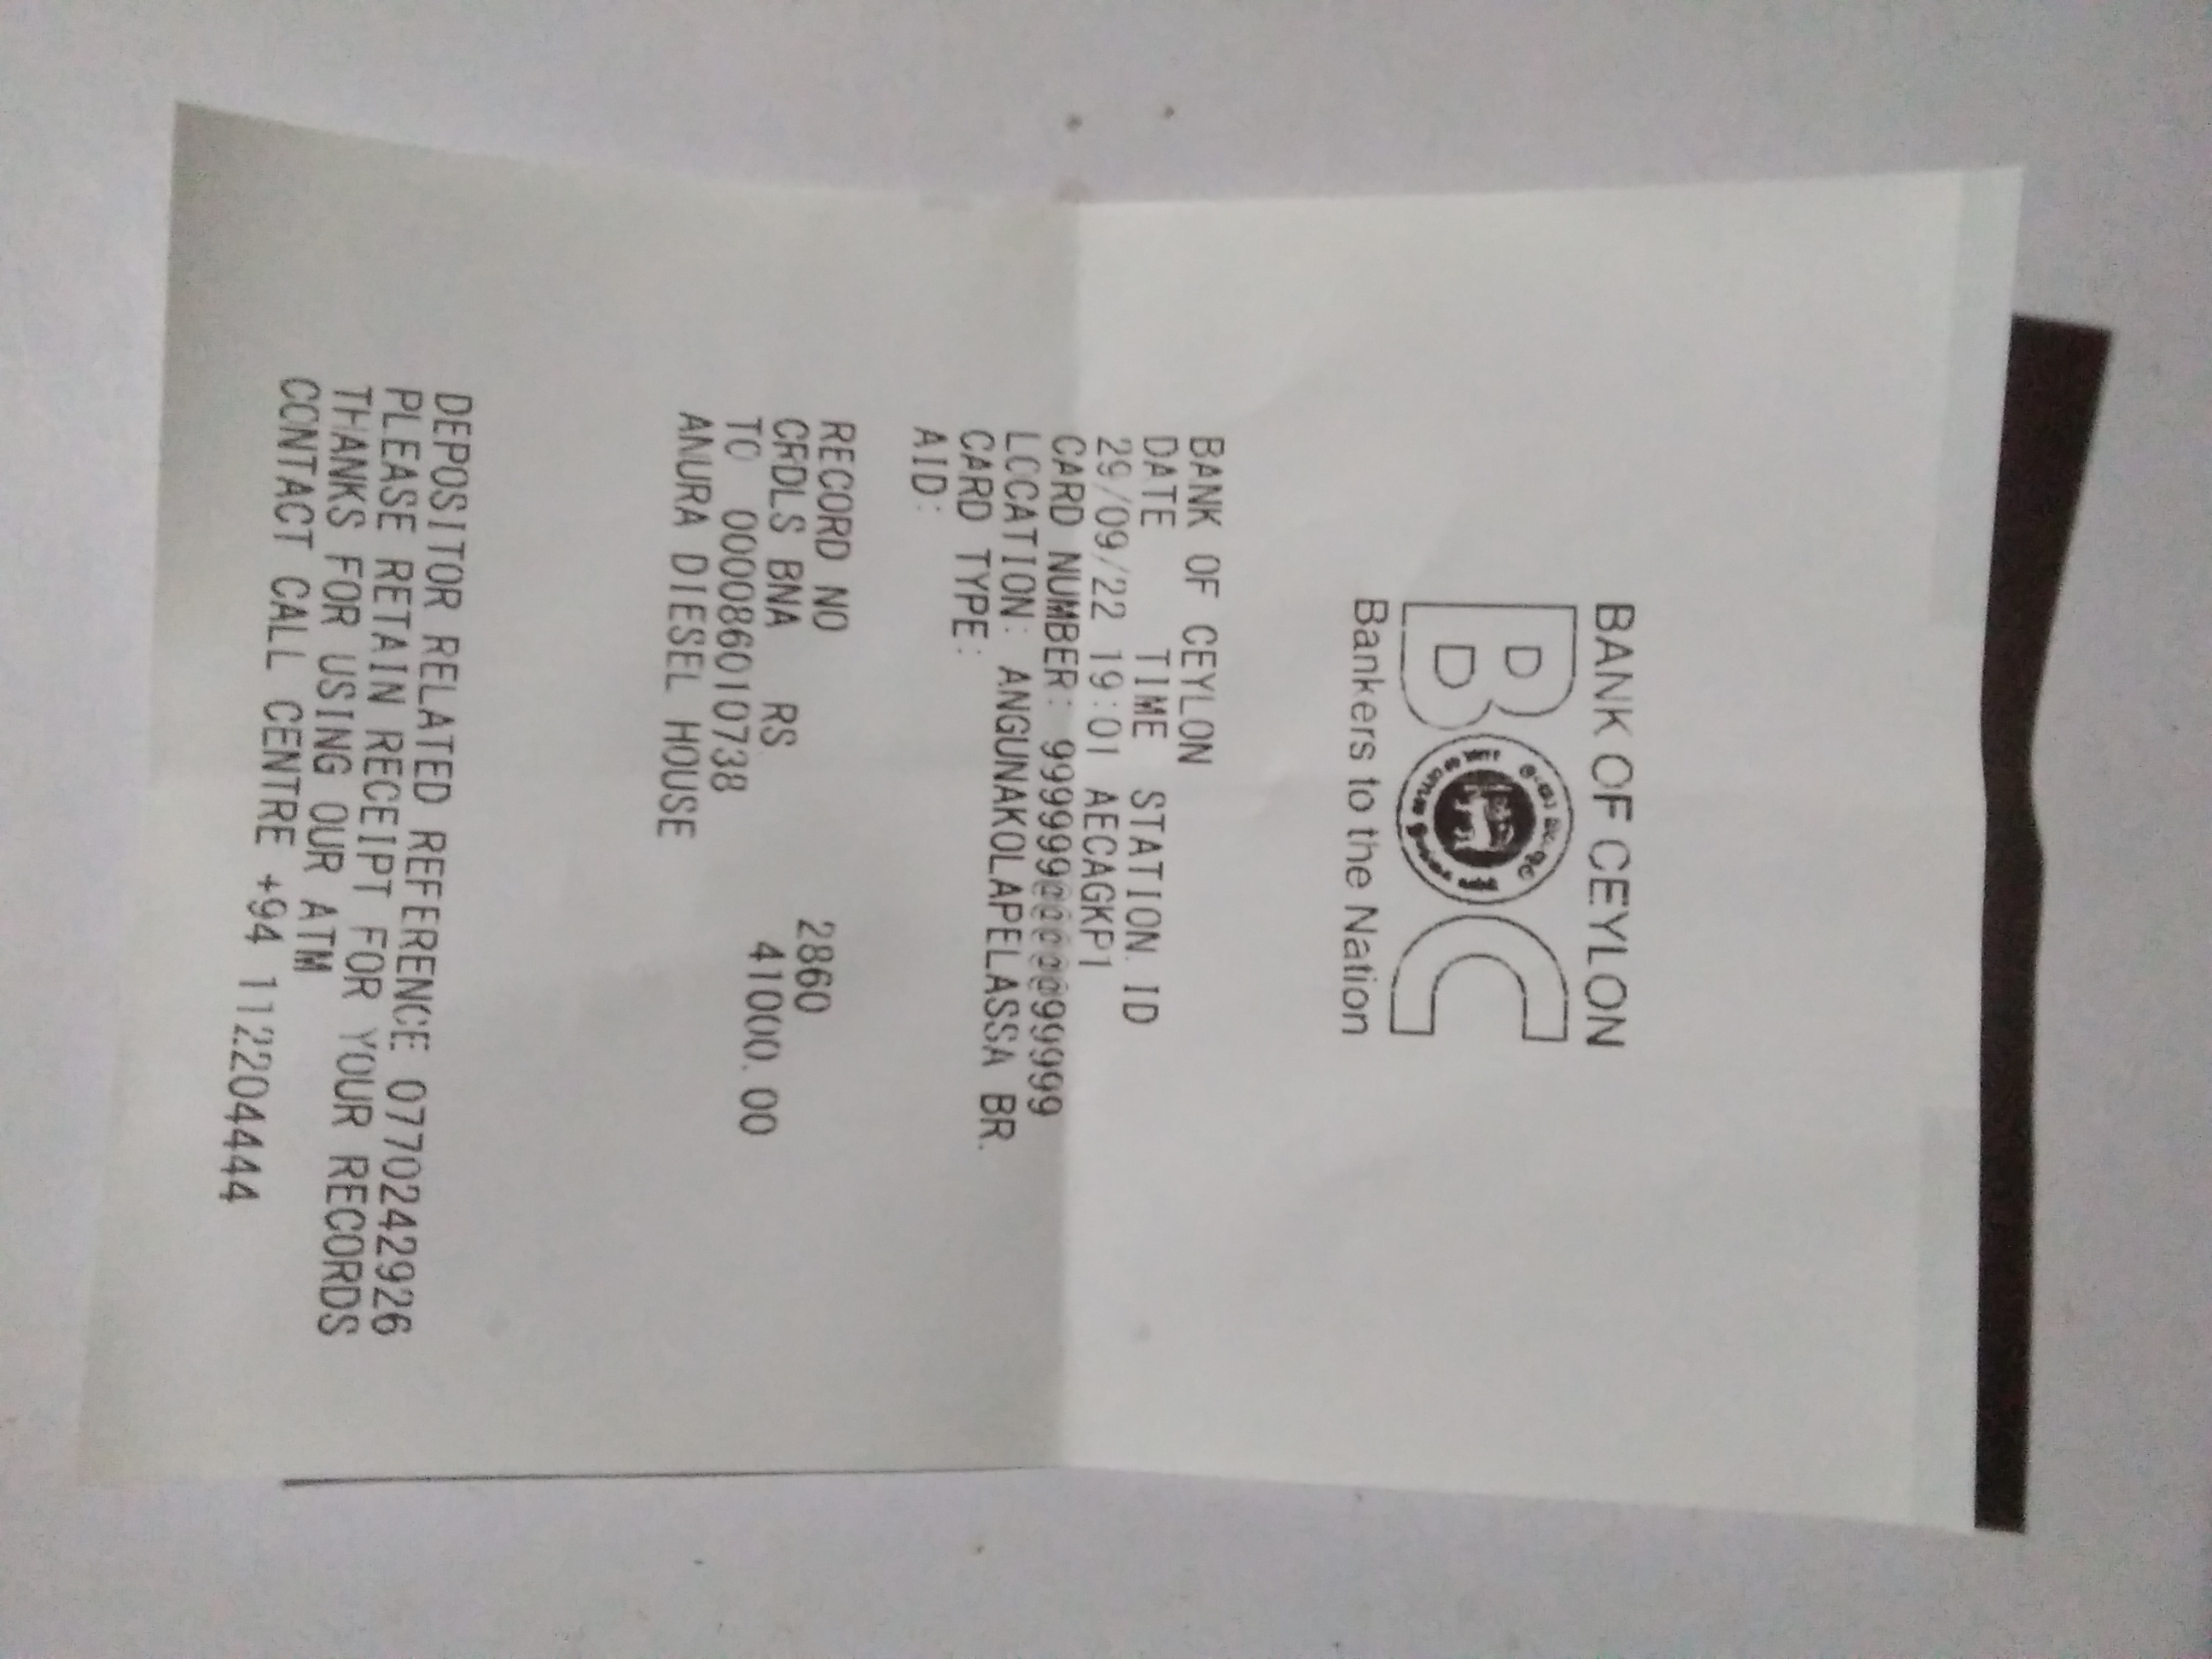 BANK OF CEYLON
BOC
Bankers to the Nation
BANK OF CEYLON
DATE TIME STATION ID
29/09/22 19:01 AECAGKP1
CARD NUMBER: 999999@@@@@99999
LOCATION: ANGUNAKOLAPELASSA BR.
CARD TYPE:
AID:
RECORD NO 2860
CRDLS BNA RS 41000.00
TO 000086010738
ANURA DIESEL HOUSE
DEPOSITOR RELATED REFERENCE 0770242926
PLEASE RETAIN RECEIPT FOR YOUR RECORDS
THANKS FOR USING OUR ATM
CONTACT CALL CENTRE +94 112204444